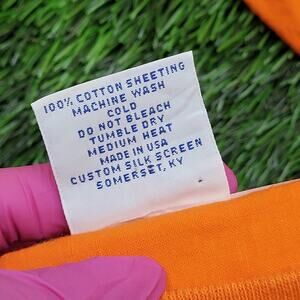 100% COTTON SHEETING
MACHINE WASH
COLD
DO NOT BLEACH
TUMBLE DRY
MEDIUM HEAT
MADE IN USA
CUSTOM SILK SCREEN
SOMERSET, KY